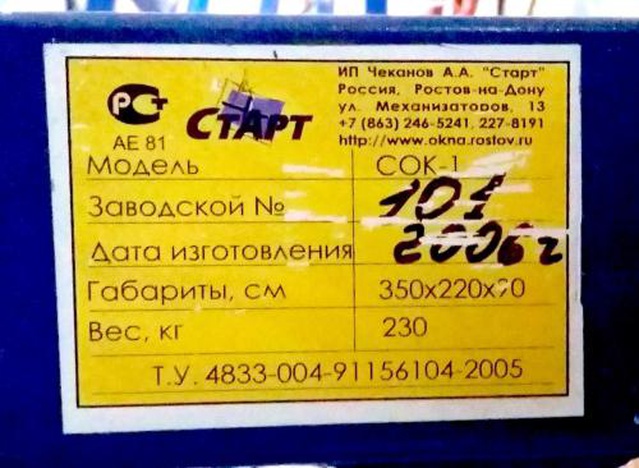 ИП Чеканов А.А. "Старт"
Россия, Ростов-на-Дону
ул. Механизаторов, 13
+7 (863) 246-5241, 227-8191
http://www.okna.rostov.ru
РСт
АЕ 81
СТАРТ
Модель СОК-1
Заводской № 101
Дата изготовления 2006 г
Габариты, см 350х220х90
Вес, кг 230
Т.У. 4833-004-91156104-2005